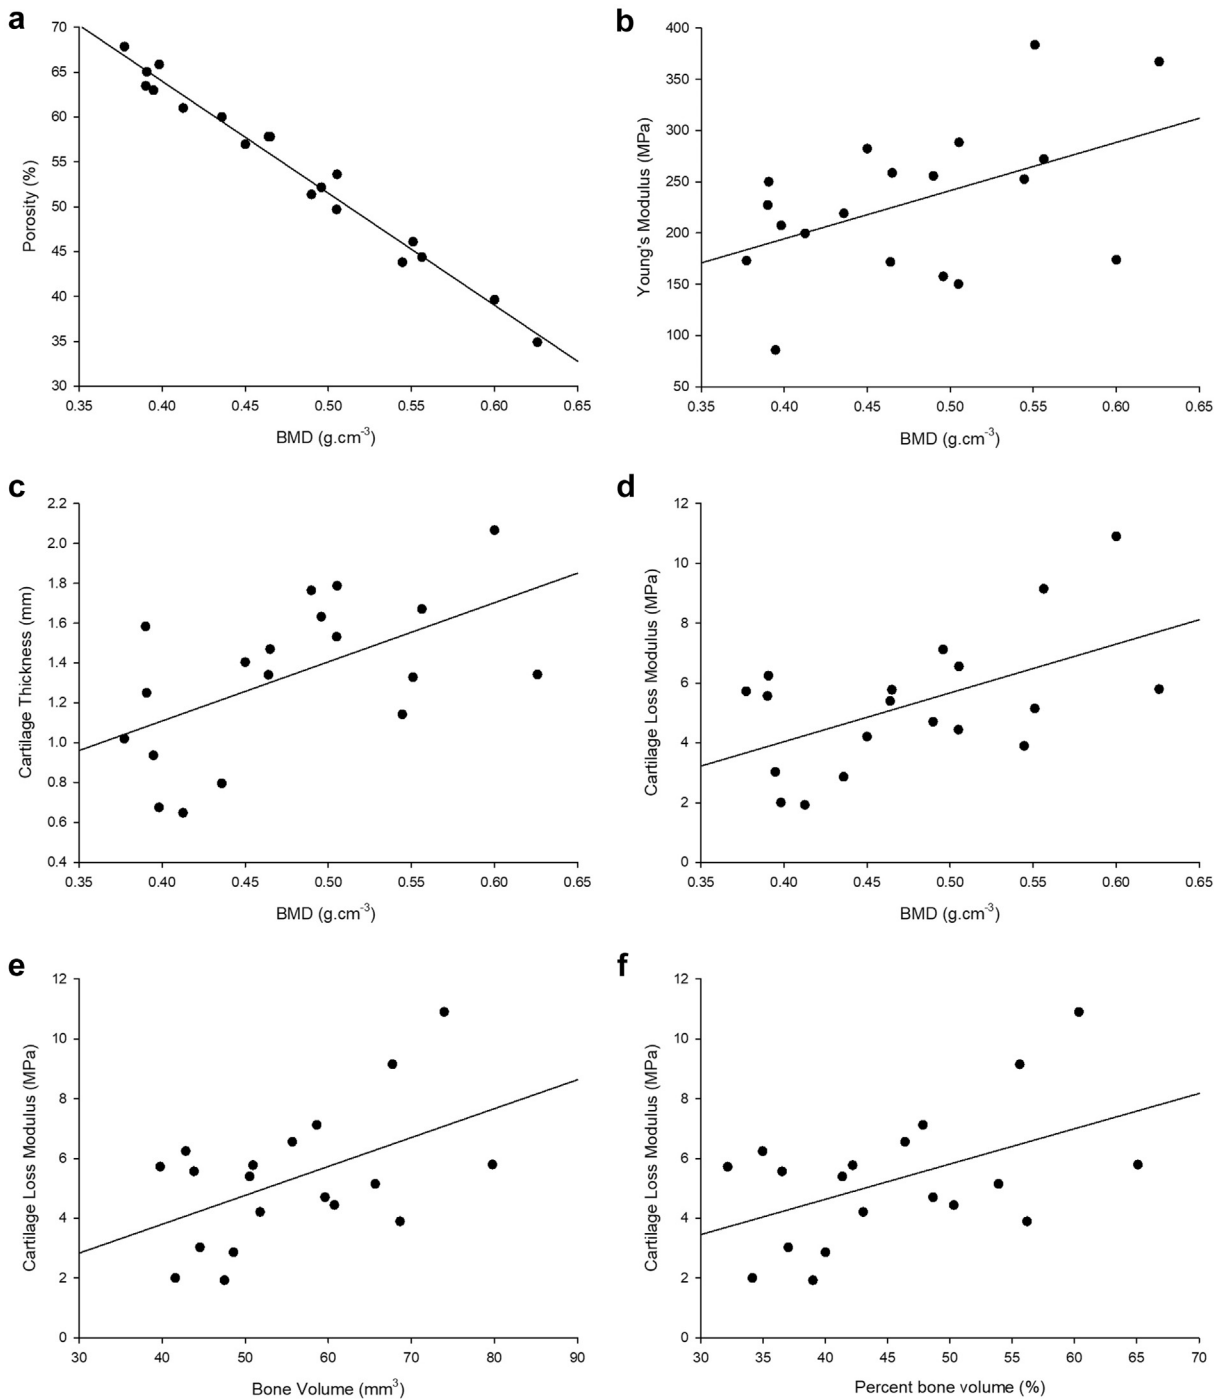 a
70
65
60
55
50
45
40
35
30
Porosity (%)
0.35 0.40 0.45 0.50 0.55 0.60 0.65
BMD (g.cm⁻³)
b
400
350
300
250
200
150
100
50
Young's Modulus (MPa)
0.35 0.40 0.45 0.50 0.55 0.60 0.65
BMD (g.cm⁻³)
c
2.2
2.0
1.8
1.6
1.4
1.2
1.0
0.8
0.6
0.4
Cartilage Thickness (mm)
0.35 0.40 0.45 0.50 0.55 0.60 0.65
BMD (g.cm⁻³)
d
12
10
8
6
4
2
0
Cartilage Loss Modulus (MPa)
0.35 0.40 0.45 0.50 0.55 0.60 0.65
BMD (g.cm⁻³)
e
12
10
8
6
4
2
0
Cartilage Loss Modulus (MPa)
30 40 50 60 70 80 90
Bone Volume (mm³)
f
12
10
8
6
4
2
0
Cartilage Loss Modulus (MPa)
30 35 40 45 50 55 60 65 70
Percent bone volume (%)